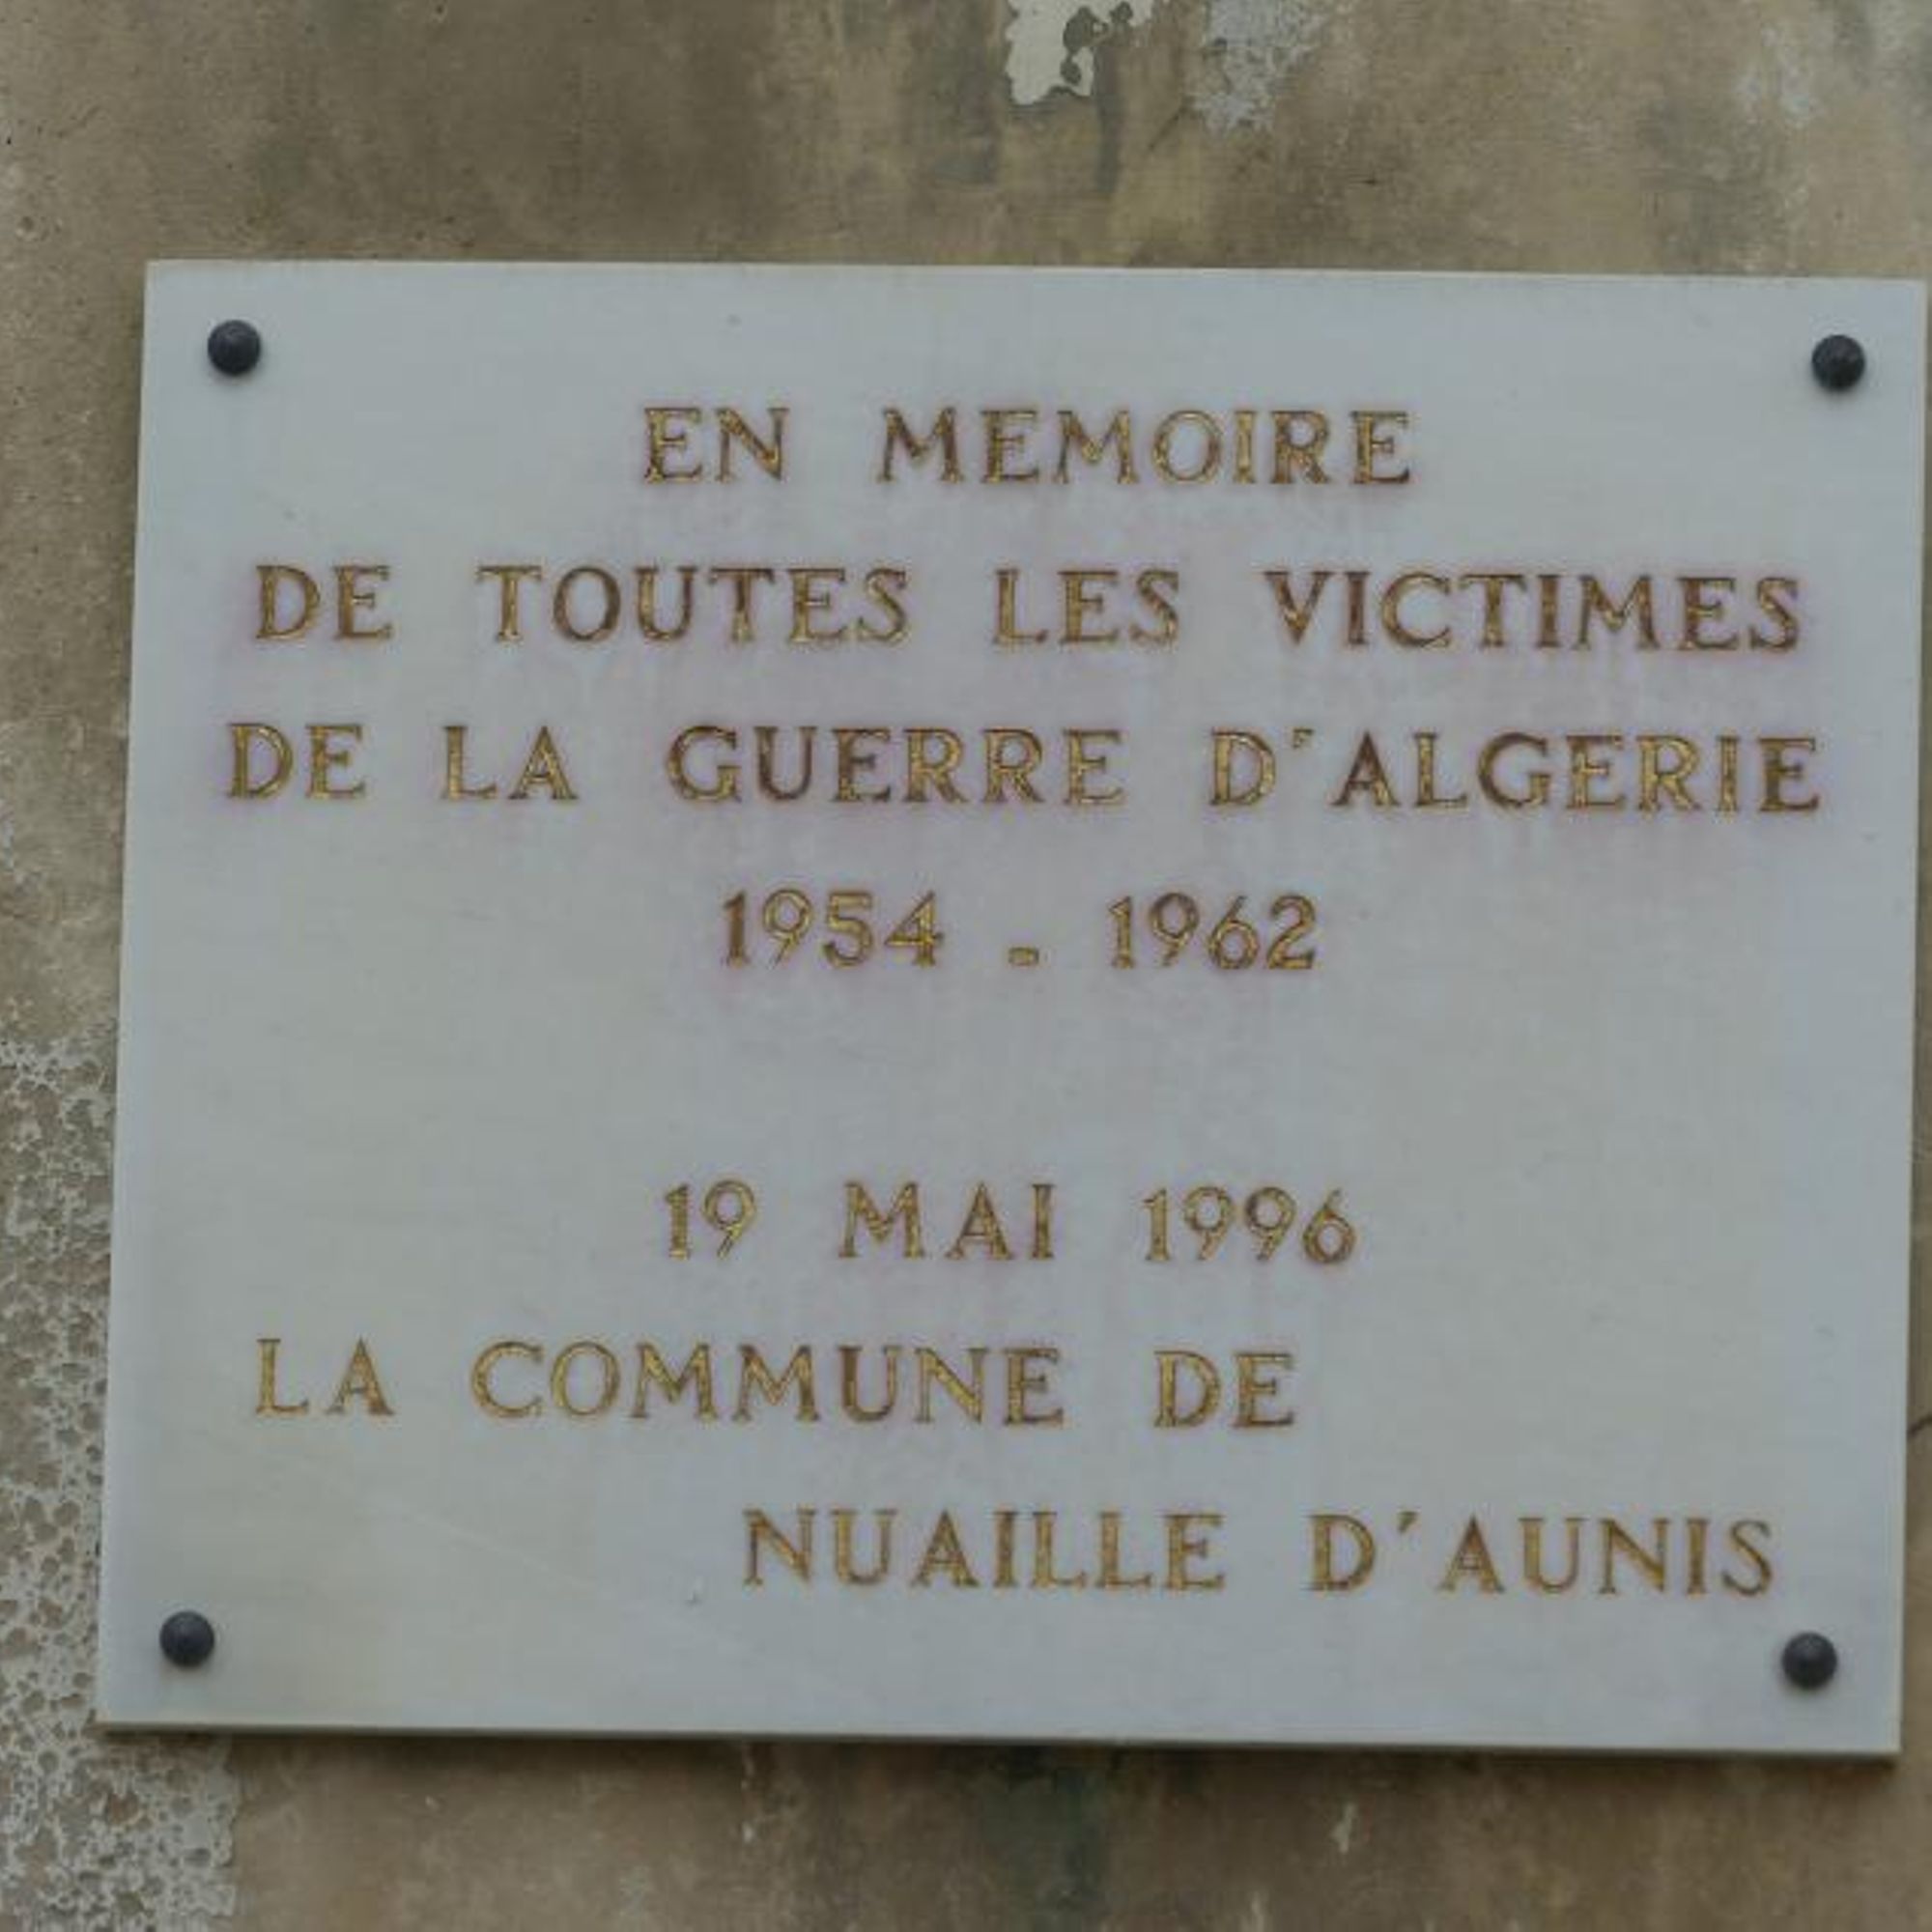 EN MEMOIRE
DE TOUTES LES VICTIMES
DE LA GUERRE D'ALGERIE
1954 - 1962
19 MAI 1996
LA COMMUNE DE
NUAILLE D'AUNIS